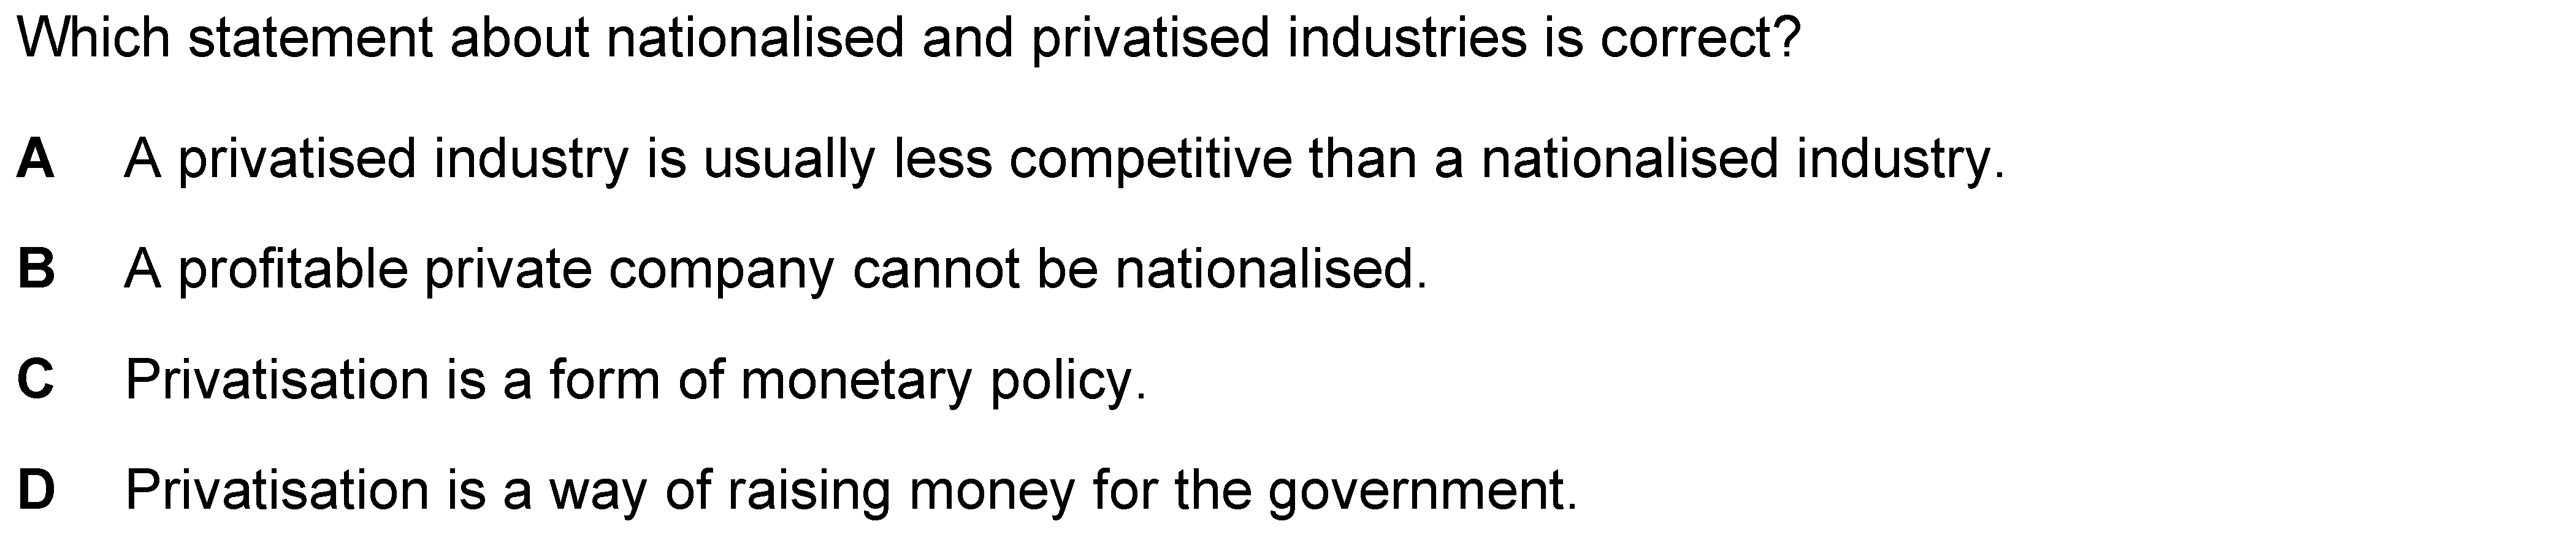 Which statement about nationalised and privatised industries is correct?
A A privatised industry is usually less competitive than a nationalised industry.
B A profitable private company cannot be nationalised.
C Privatisation is a form of monetary policy.
D Privatisation is a way of raising money for the government.